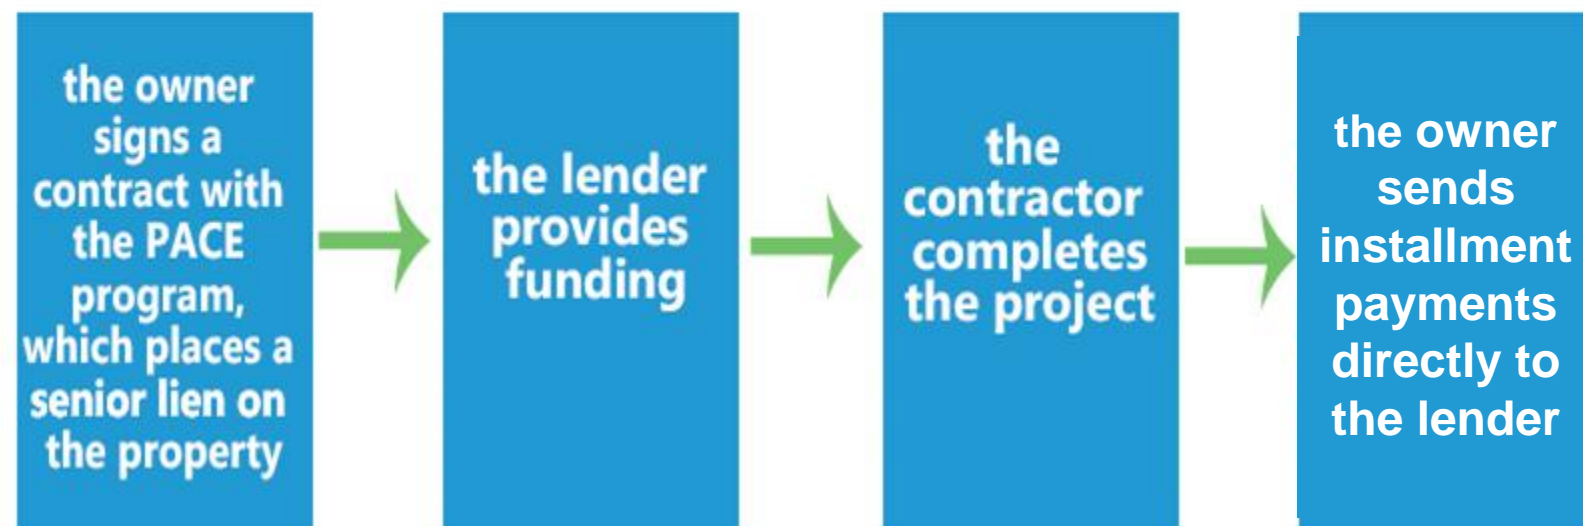 the owner
signs a
contract with
the PACE
program,
which places a
senior lien on
the property
the lender
provides
funding
the
contractor
completes
the project
the owner
sends
installment
payments
directly to
the lender